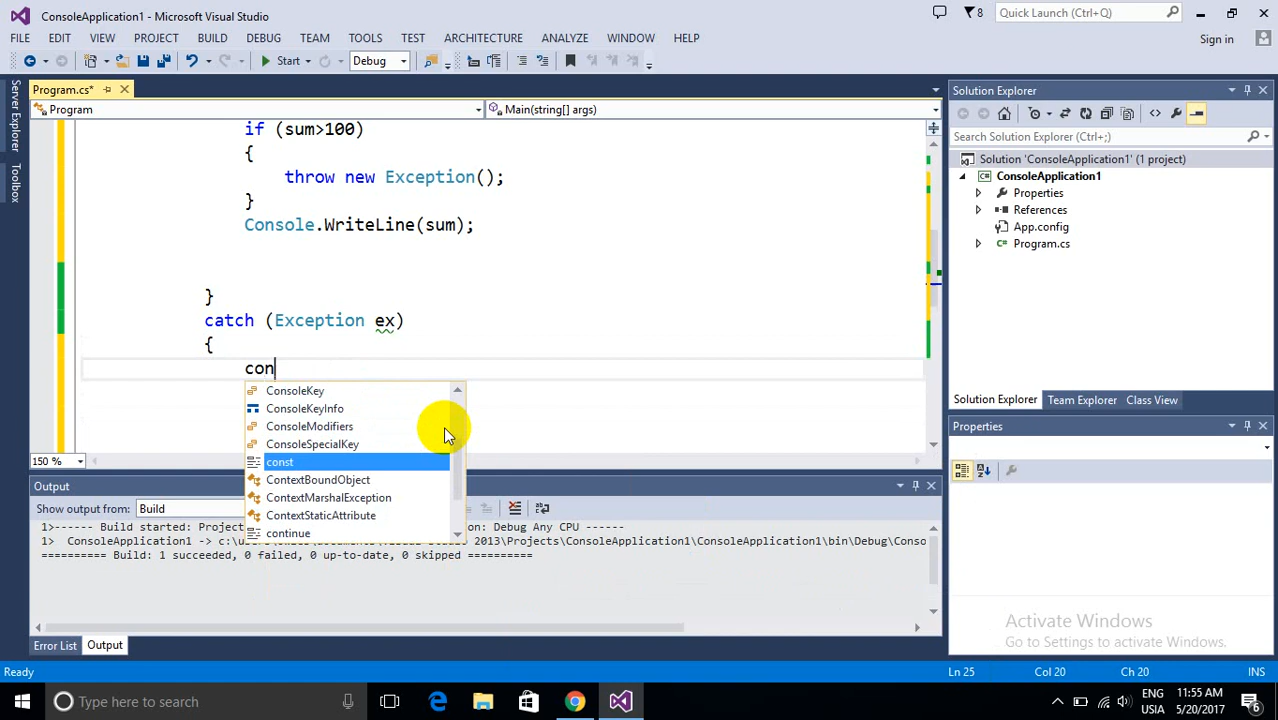 ConsoleApplication1 - Microsoft Visual Studio
8
Quick Launch (Ctrl+Q)
FILE EDIT VIEW PROJECT BUILD DEBUG TEAM TOOLS TEST ARCHITECTURE ANALYZE WINDOW HELP
Sign in
Start Debug
Server Explorer
Toolbox
Program.cs*
Program
Main(string[] args)
if (sum>100)
{
throw new Exception();
}
Console.WriteLine(sum);
}
catch (Exception ex)
{
con
ConsoleKey
ConsoleKeyInfo
ConsoleModifiers
ConsoleSpecialKey
const
ContextBoundObject
ContextMarshalException
ContextStaticAttribute
continue
150 %
Output
Show output from: Build
1>------ Build started: Projec on: Debug Any CPU ------
1> ConsoleApplication1 -> c:\ 2013\Projects\ConsoleApplication1\ConsoleApplication1\bin\Debug\Conso
========== Build: 1 succeeded, 0 failed, 0 up-to-date, 0 skipped ==========
Error List Output
Solution Explorer
Search Solution Explorer (Ctrl+;)
Solution 'ConsoleApplication1' (1 project)
ConsoleApplication1
Properties
References
App.config
Program.cs
Solution Explorer Team Explorer Class View
Properties
Activate Windows
Go to Settings to activate Windows.
Ready
Ln 25 Col 20 Ch 20 INS
Type here to search
ENG
USIA
11:55 AM
5/20/2017
6